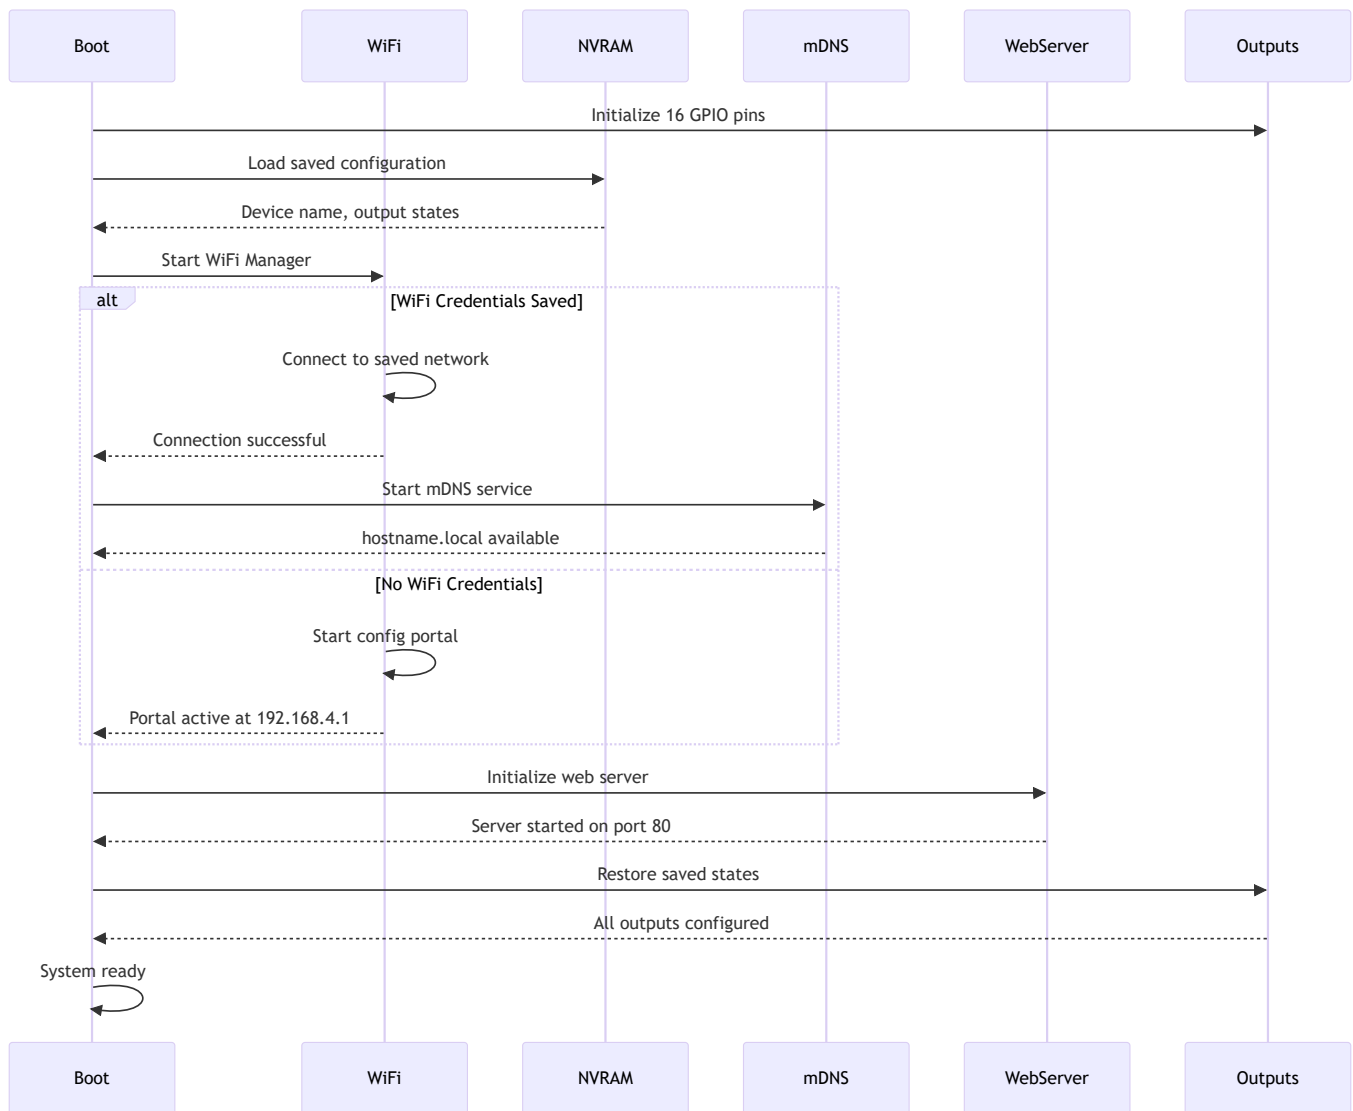 Boot
WiFi
NVRAM
mDNS
WebServer
Outputs
Initialize 16 GPIO pins
Load saved configuration
Device name, output states
Start WiFi Manager
alt
[WiFi Credentials Saved]
Connect to saved network
Connection successful
Start mDNS service
hostname.local available
[No WiFi Credentials]
Start config portal
Portal active at 192.168.4.1
Initialize web server
Server started on port 80
Restore saved states
All outputs configured
System ready
Boot
WiFi
NVRAM
mDNS
WebServer
Outputs